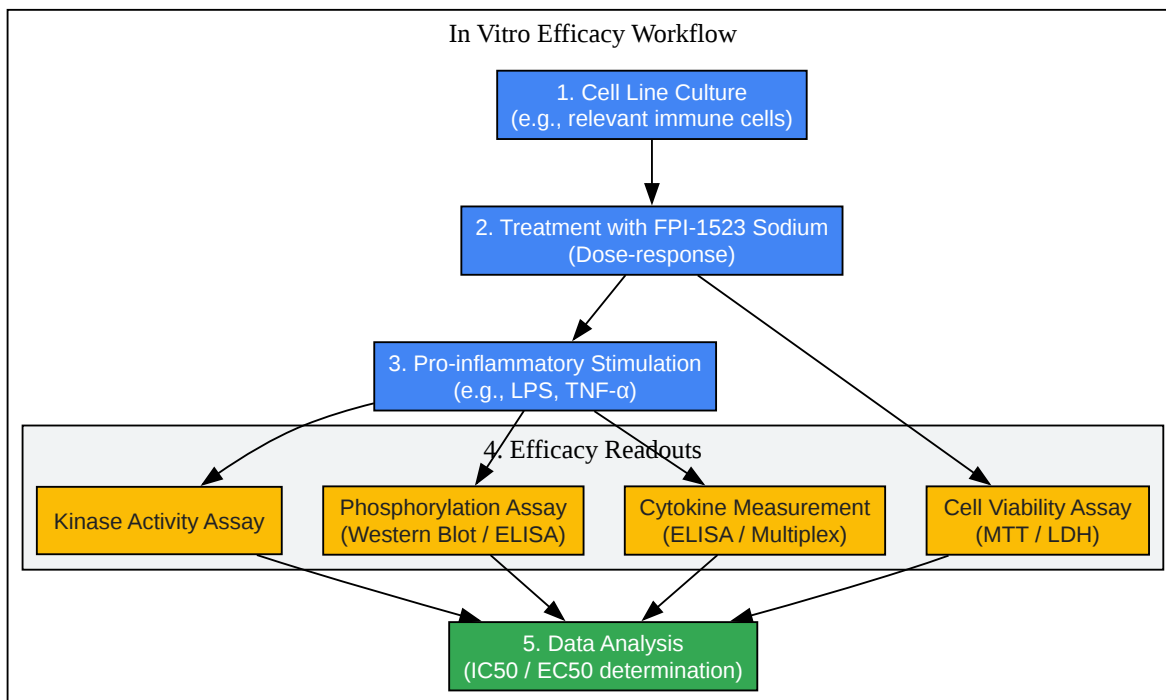 In Vitro Efficacy Workflow
1. Cell Line Culture
(e.g., relevant immune cells)
2. Treatment with FPI-1523 Sodium
(Dose-response)
3. Pro-inflammatory Stimulation
(e.g., LPS, TNF-α)
4. Efficacy Readouts
Kinase Activity Assay
Phosphorylation Assay
(Western Blot / ELISA)
Cytokine Measurement
(ELISA / Multiplex)
Cell Viability Assay
(MTT / LDH)
5. Data Analysis
(IC50 / EC50 determination)